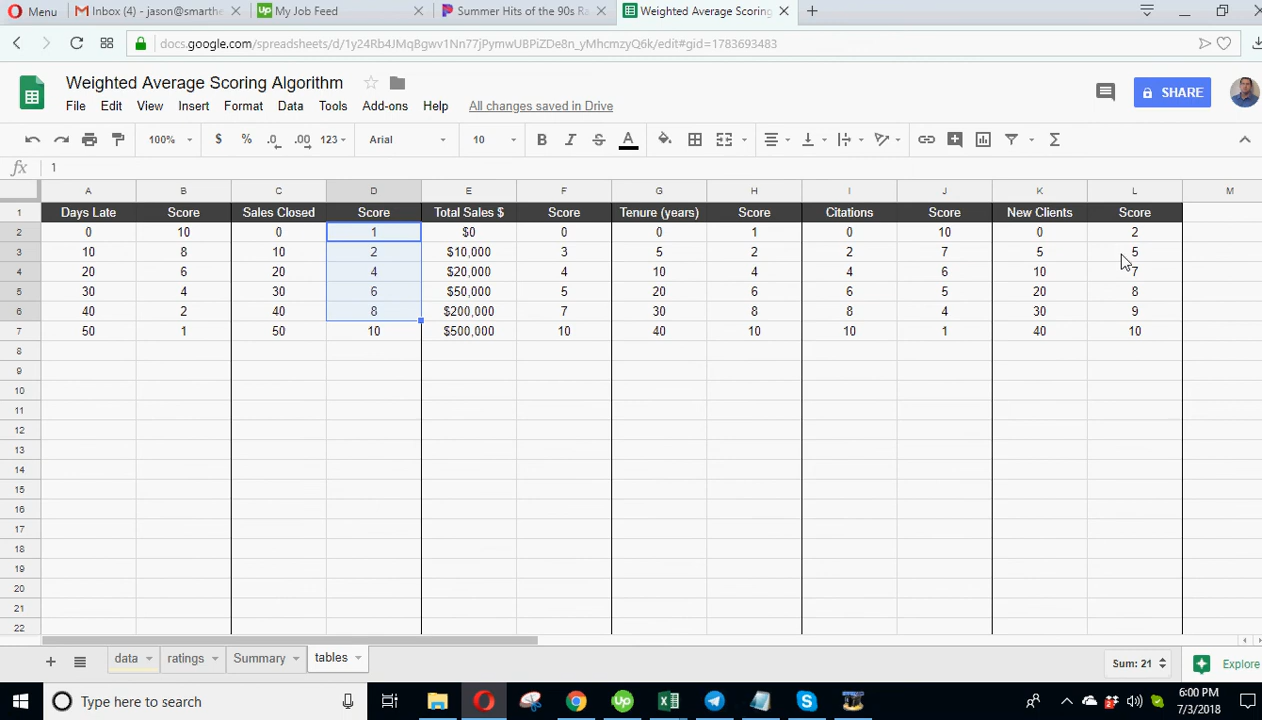 Menu
Inbox (4) - jason@smarthe
My Job Feed
Summer Hits of the 90s Ra
Weighted Average Scoring
docs.google.com/spreadsheets/d/1y24Rb4JMqBgwv1Nn77jPymwUBPiZDe8n_yMhcmzyQ6k/edit#gid=1783693483
Weighted Average Scoring Algorithm
File Edit View Insert Format Data Tools Add-ons Help All changes saved in Drive
SHARE
100% $ % .0 .00 123 Arial 10 B I S A Σ
fx 1
A B C D E F G H I J K L M
1 Days Late Score Sales Closed Score Total Sales $ Score Tenure (years) Score Citations Score New Clients Score
2 0 10 0 1 $0 0 0 1 0 10 0 2
3 10 8 10 2 $10,000 3 5 2 2 7 5 5
4 20 6 20 4 $20,000 4 10 4 4 6 10 7
5 30 4 30 6 $50,000 5 20 6 6 5 20 8
6 40 2 40 8 $200,000 7 30 8 8 4 30 9
7 50 1 50 10 $500,000 10 40 10 10 1 40 10
8
9
10
11
12
13
14
15
16
17
18
19
20
21
22
data ratings Summary tables Sum: 21 Explore
Type here to search
6:00 PM
7/3/2018